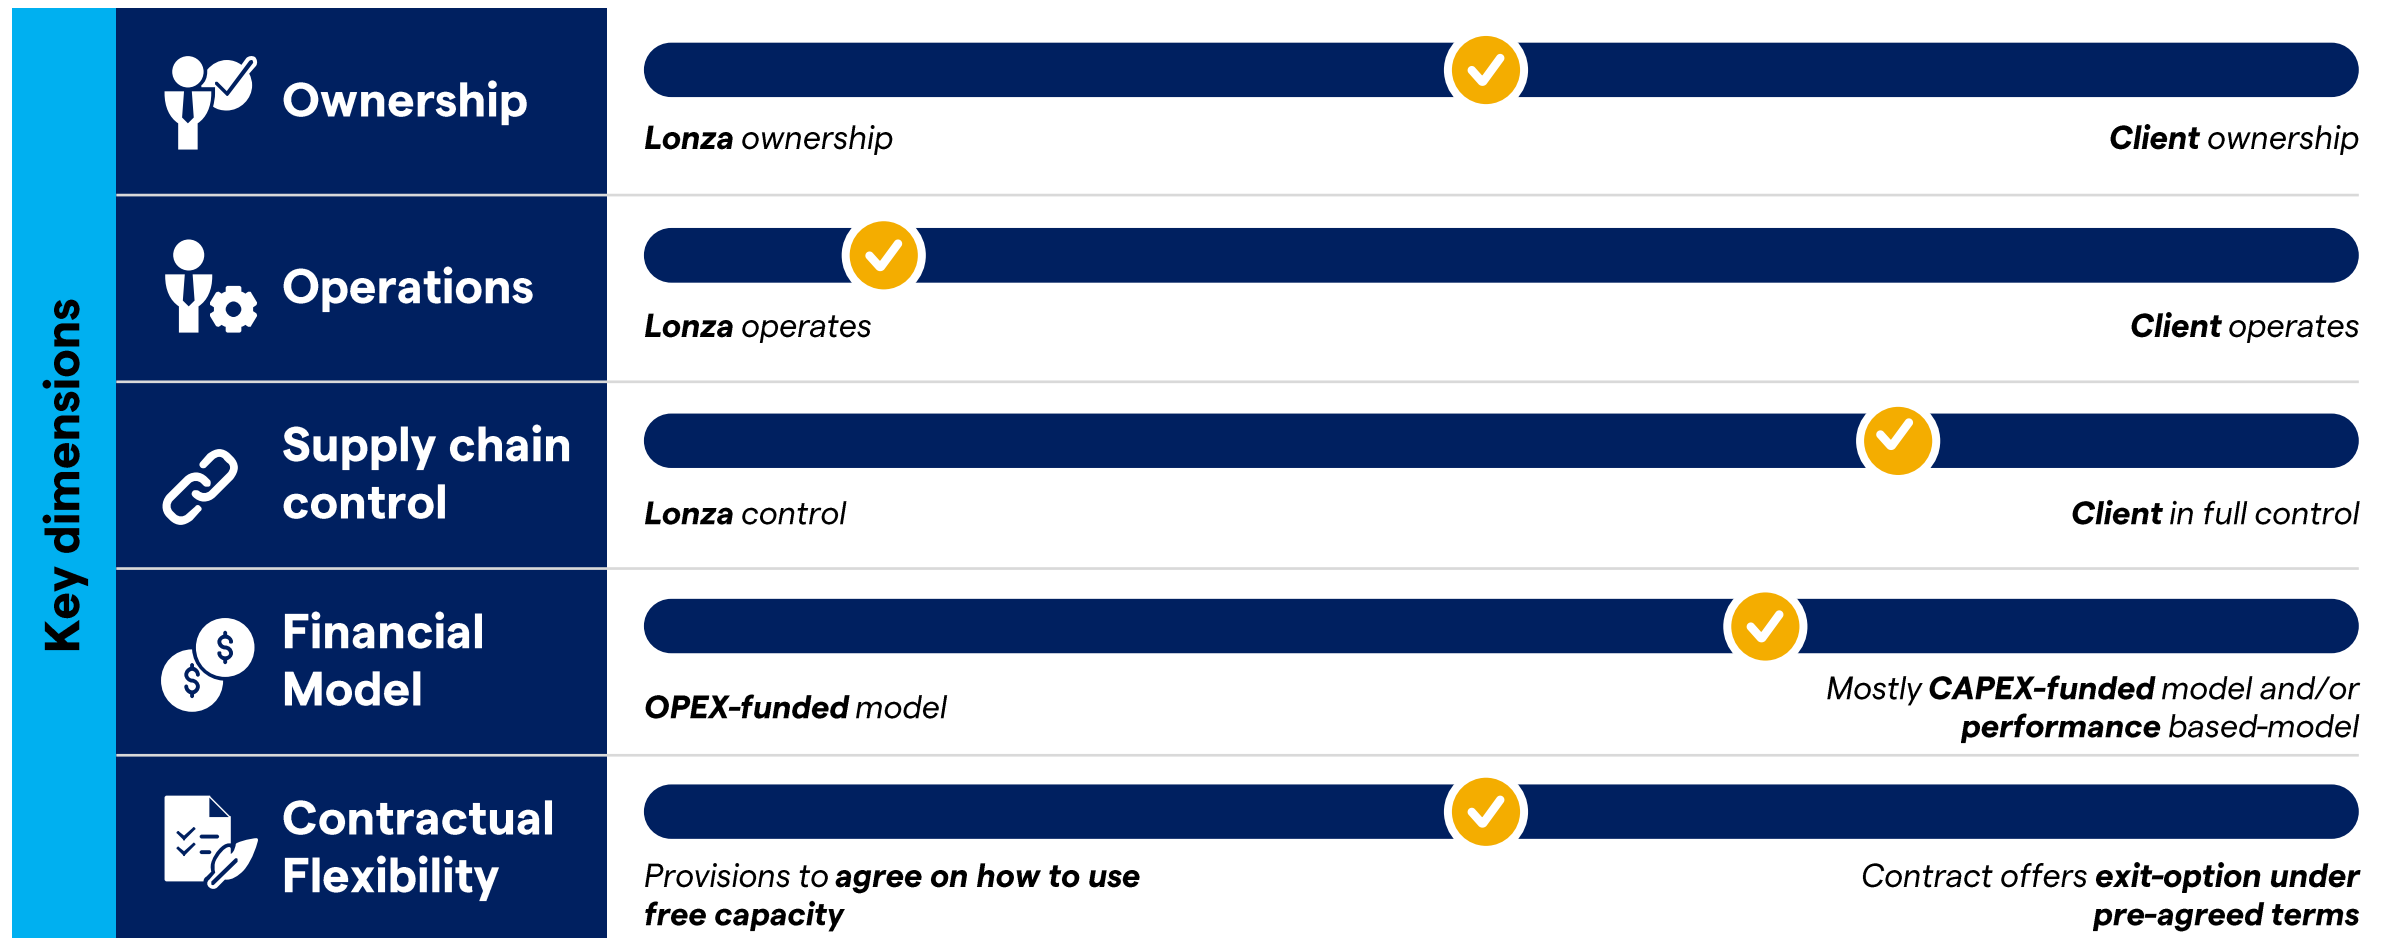 Key dimensions
Ownership
Lonza ownership
Client ownership
Operations
Lonza operates
Client operates
Supply chain
control
Lonza control
Client in full control
Financial
Model
$
$
OPEX-funded model
Mostly CAPEX-funded model and/or
performance based-model
Contractual
Flexibility
Provisions to agree on how to use
free capacity
Contract offers exit-option under
pre-agreed terms